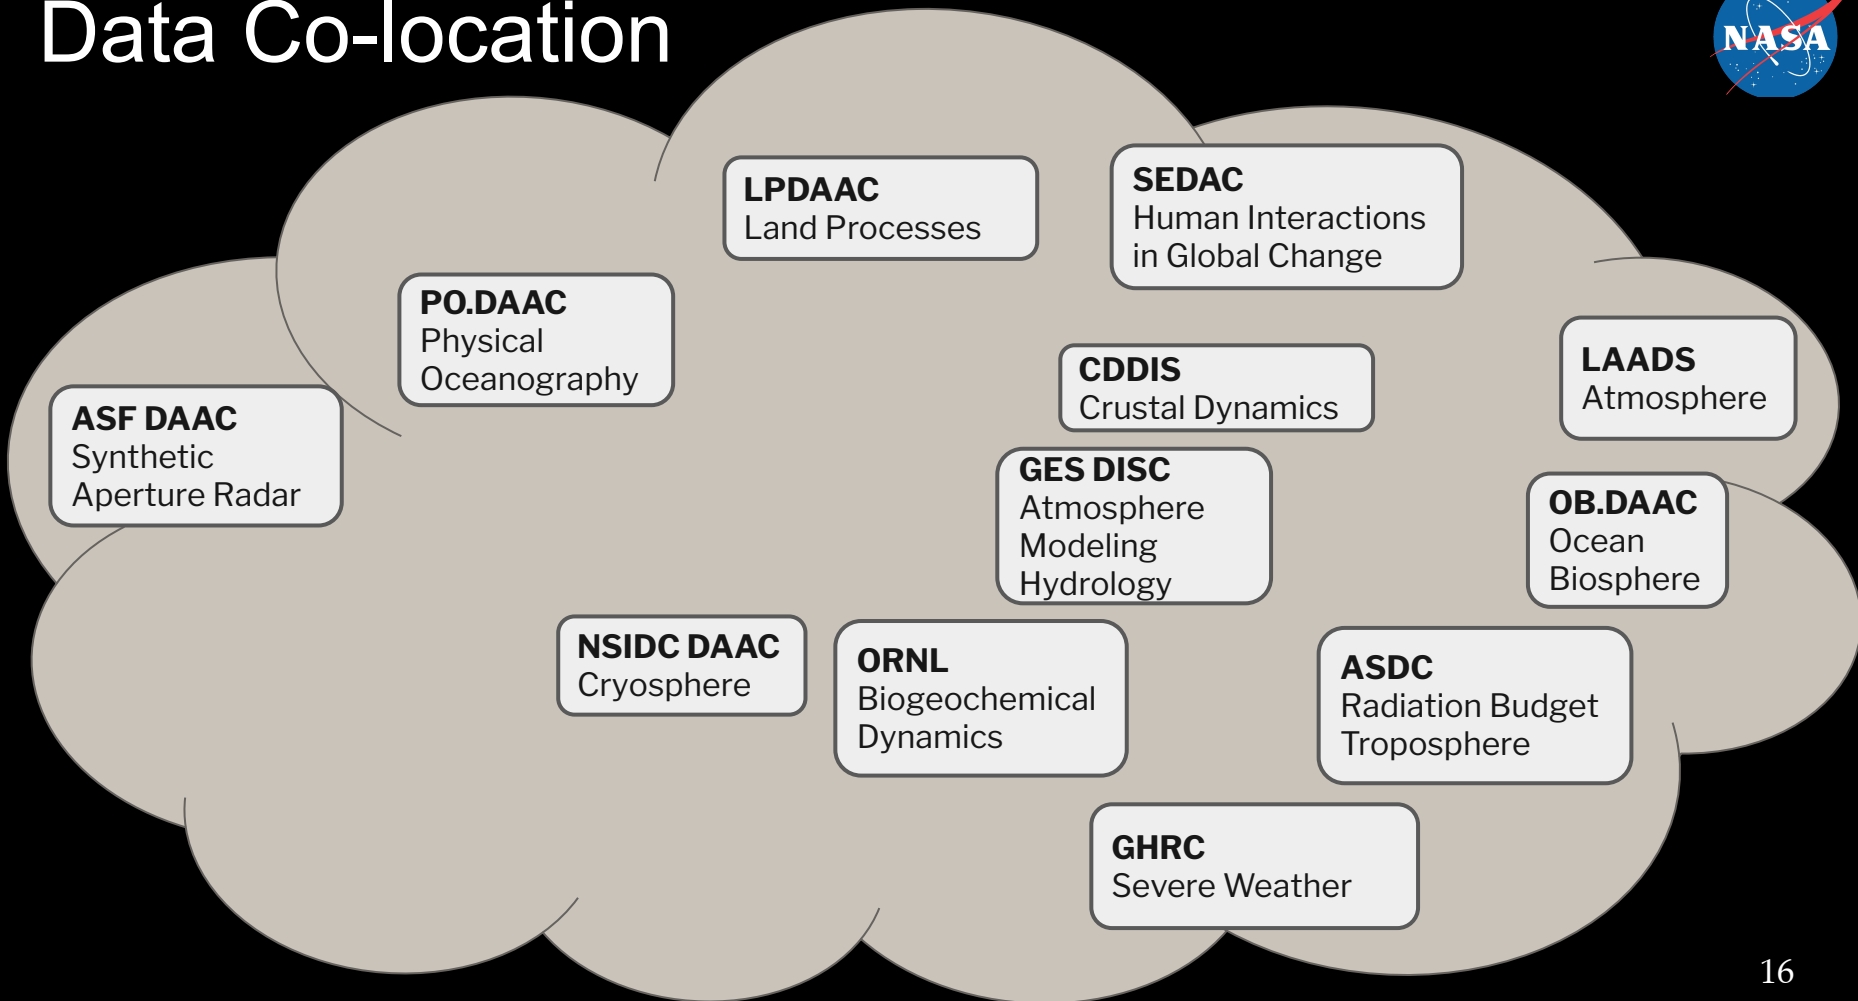 Data Co-location
NASA
LPDAAC
Land Processes
SEDAC
Human Interactions
in Global Change
PO.DAAC
Physical
Oceanography
CDDIS
Crustal Dynamics
LAADS
Atmosphere
ASF DAAC
Synthetic
Aperture Radar
GES DISC
Atmosphere
Modeling
Hydrology
OB.DAAC
Ocean
Biosphere
NSIDC DAAC
Cryosphere
ORNL
Biogeochemical
Dynamics
ASDC
Radiation Budget
Troposphere
GHRC
Severe Weather
16